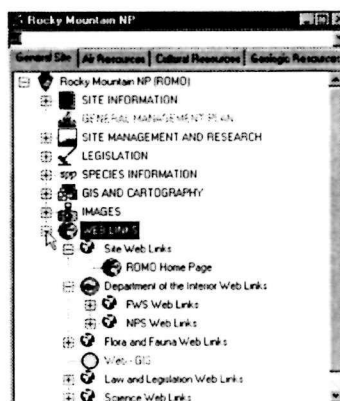 Rocky Mountain NP
General Site Air Resources Cultural Resources Geologic Resources
Rocky Mountain NP (ROMO)
SITE INFORMATION
GENERAL MANAGEMENT PLAN
SITE MANAGEMENT AND RESEARCH
LEGISLATION
spp SPECIES INFORMATION
GIS AND CARTOGRAPHY
IMAGES
WEB LINKS
Site Web Links
ROMO Home Page
Department of the Interior Web Links
FWS Web Links
NPS Web Links
Flora and Fauna Web Links
Web - GIS
Law and Legislation Web Links
Science Web Links